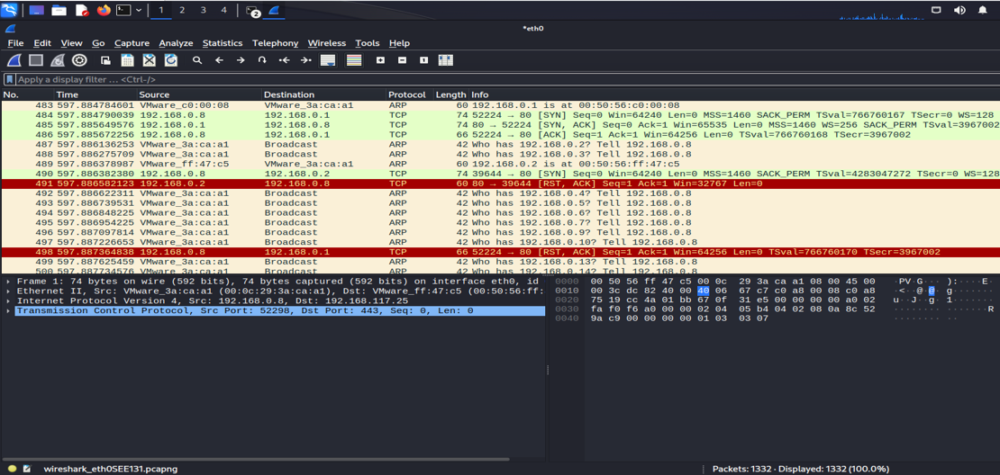 1 2 3 4 2
*eth0
File Edit View Go Capture Analyze Statistics Telephony Wireless Tools Help
Apply a display filter ... <Ctrl-/>
No. Time Source Destination Protocol Length Info
483 597.884784601 VMware_c0:00:08 VMware_3a:ca:a1 ARP 60 192.168.0.1 is at 00:50:56:c0:00:08
484 597.884790039 192.168.0.8 192.168.0.1 TCP 74 52224 → 80 [SYN] Seq=0 Win=64240 Len=0 MSS=1460 SACK_PERM TSval=766760167 TSecr=0 WS=128
485 597.885649576 192.168.0.1 192.168.0.8 TCP 74 80 → 52224 [SYN, ACK] Seq=0 Ack=1 Win=65535 Len=0 MSS=1460 WS=256 SACK_PERM TSval=3967002
486 597.885672256 192.168.0.8 192.168.0.1 TCP 66 52224 → 80 [ACK] Seq=1 Ack=1 Win=64256 Len=0 TSval=766760168 TSecr=3967002
487 597.886136253 VMware_3a:ca:a1 Broadcast ARP 42 Who has 192.168.0.2? Tell 192.168.0.8
488 597.886275709 VMware_3a:ca:a1 Broadcast ARP 42 Who has 192.168.0.3? Tell 192.168.0.8
489 597.886378987 VMware_ff:47:c5 VMware_3a:ca:a1 ARP 60 192.168.0.2 is at 00:50:56:ff:47:c5
490 597.886382380 192.168.0.8 192.168.0.2 TCP 74 39644 → 80 [SYN] Seq=0 Win=64240 Len=0 MSS=1460 SACK_PERM TSval=4283047272 TSecr=0 WS=128
491 597.886582123 192.168.0.2 192.168.0.8 TCP 60 80 → 39644 [RST, ACK] Seq=1 Ack=1 Win=32767 Len=0
492 597.886622311 VMware_3a:ca:a1 Broadcast ARP 42 Who has 192.168.0.4? Tell 192.168.0.8
493 597.886739531 VMware_3a:ca:a1 Broadcast ARP 42 Who has 192.168.0.5? Tell 192.168.0.8
494 597.886848225 VMware_3a:ca:a1 Broadcast ARP 42 Who has 192.168.0.6? Tell 192.168.0.8
495 597.886954225 VMware_3a:ca:a1 Broadcast ARP 42 Who has 192.168.0.7? Tell 192.168.0.8
496 597.887097814 VMware_3a:ca:a1 Broadcast ARP 42 Who has 192.168.0.9? Tell 192.168.0.8
497 597.887226653 VMware_3a:ca:a1 Broadcast ARP 42 Who has 192.168.0.10? Tell 192.168.0.8
498 597.887364838 192.168.0.8 192.168.0.1 TCP 66 52224 → 80 [RST, ACK] Seq=1 Ack=1 Win=64256 Len=0 TSval=766760170 TSecr=3967002
499 597.887625459 VMware_3a:ca:a1 Broadcast ARP 42 Who has 192.168.0.13? Tell 192.168.0.8
500 597.887734576 VMware_3a:ca:a1 Broadcast ARP 42 Who has 192.168.0.14? Tell 192.168.0.8
Frame 1: 74 bytes on wire (592 bits), 74 bytes captured (592 bits) on interface eth0, id
Ethernet II, Src: VMware_3a:ca:a1 (00:0c:29:3a:ca:a1), Dst: VMware_ff:47:c5 (00:50:56:ff:
Internet Protocol Version 4, Src: 192.168.0.8, Dst: 192.168.117.25
Transmission Control Protocol, Src Port: 52298, Dst Port: 443, Seq: 0, Len: 0
0000 00 50 56 ff 47 c5 00 0c 29 3a ca a1 08 00 45 00 ·PV·G··· ):····E·
0010 00 3c dc 82 40 00 40 06 67 c7 c0 a8 00 08 c0 a8 ·<··@·@· g·······
0020 75 19 cc 4a 01 bb 67 0f 31 e5 00 00 00 00 a0 02 u··J··g· 1·······
0030 fa f0 f6 a0 00 00 02 04 05 b4 04 02 08 0a 8c 52 ········ ·······R
0040 9a c9 00 00 00 00 01 03 03 07 ········ ··
wireshark_eth0SEE131.pcapng
Packets: 1332 · Displayed: 1332 (100.0%)